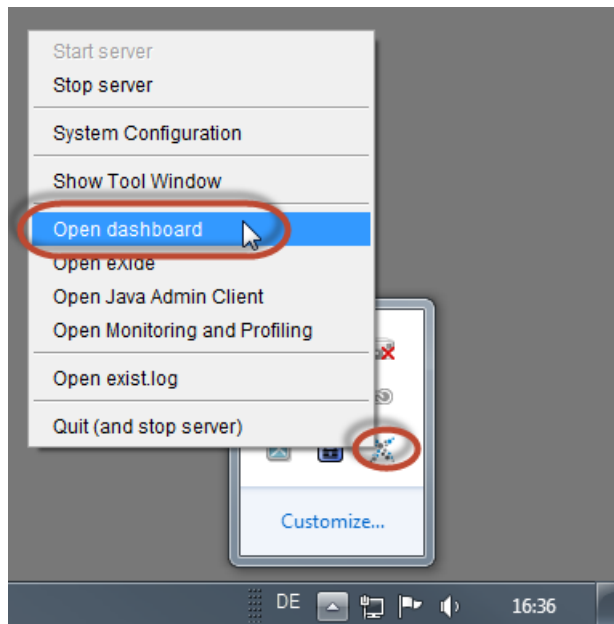 Start server
Stop server
System Configuration
Show Tool Window
Open dashboard
Open eXide
Open Java Admin Client
Open Monitoring and Profiling
Open exist.log
Quit (and stop server)
Customize...
DE
16:36